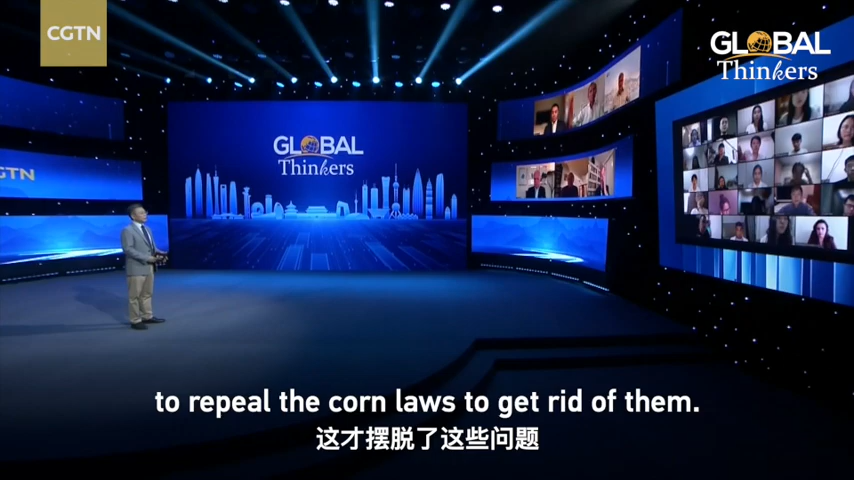 CGTN
GLOBAL
Thinkers
GLOBAL
Thinkers
GTN
to repeal the corn laws to get rid of them.
这才摆脱了这些问题